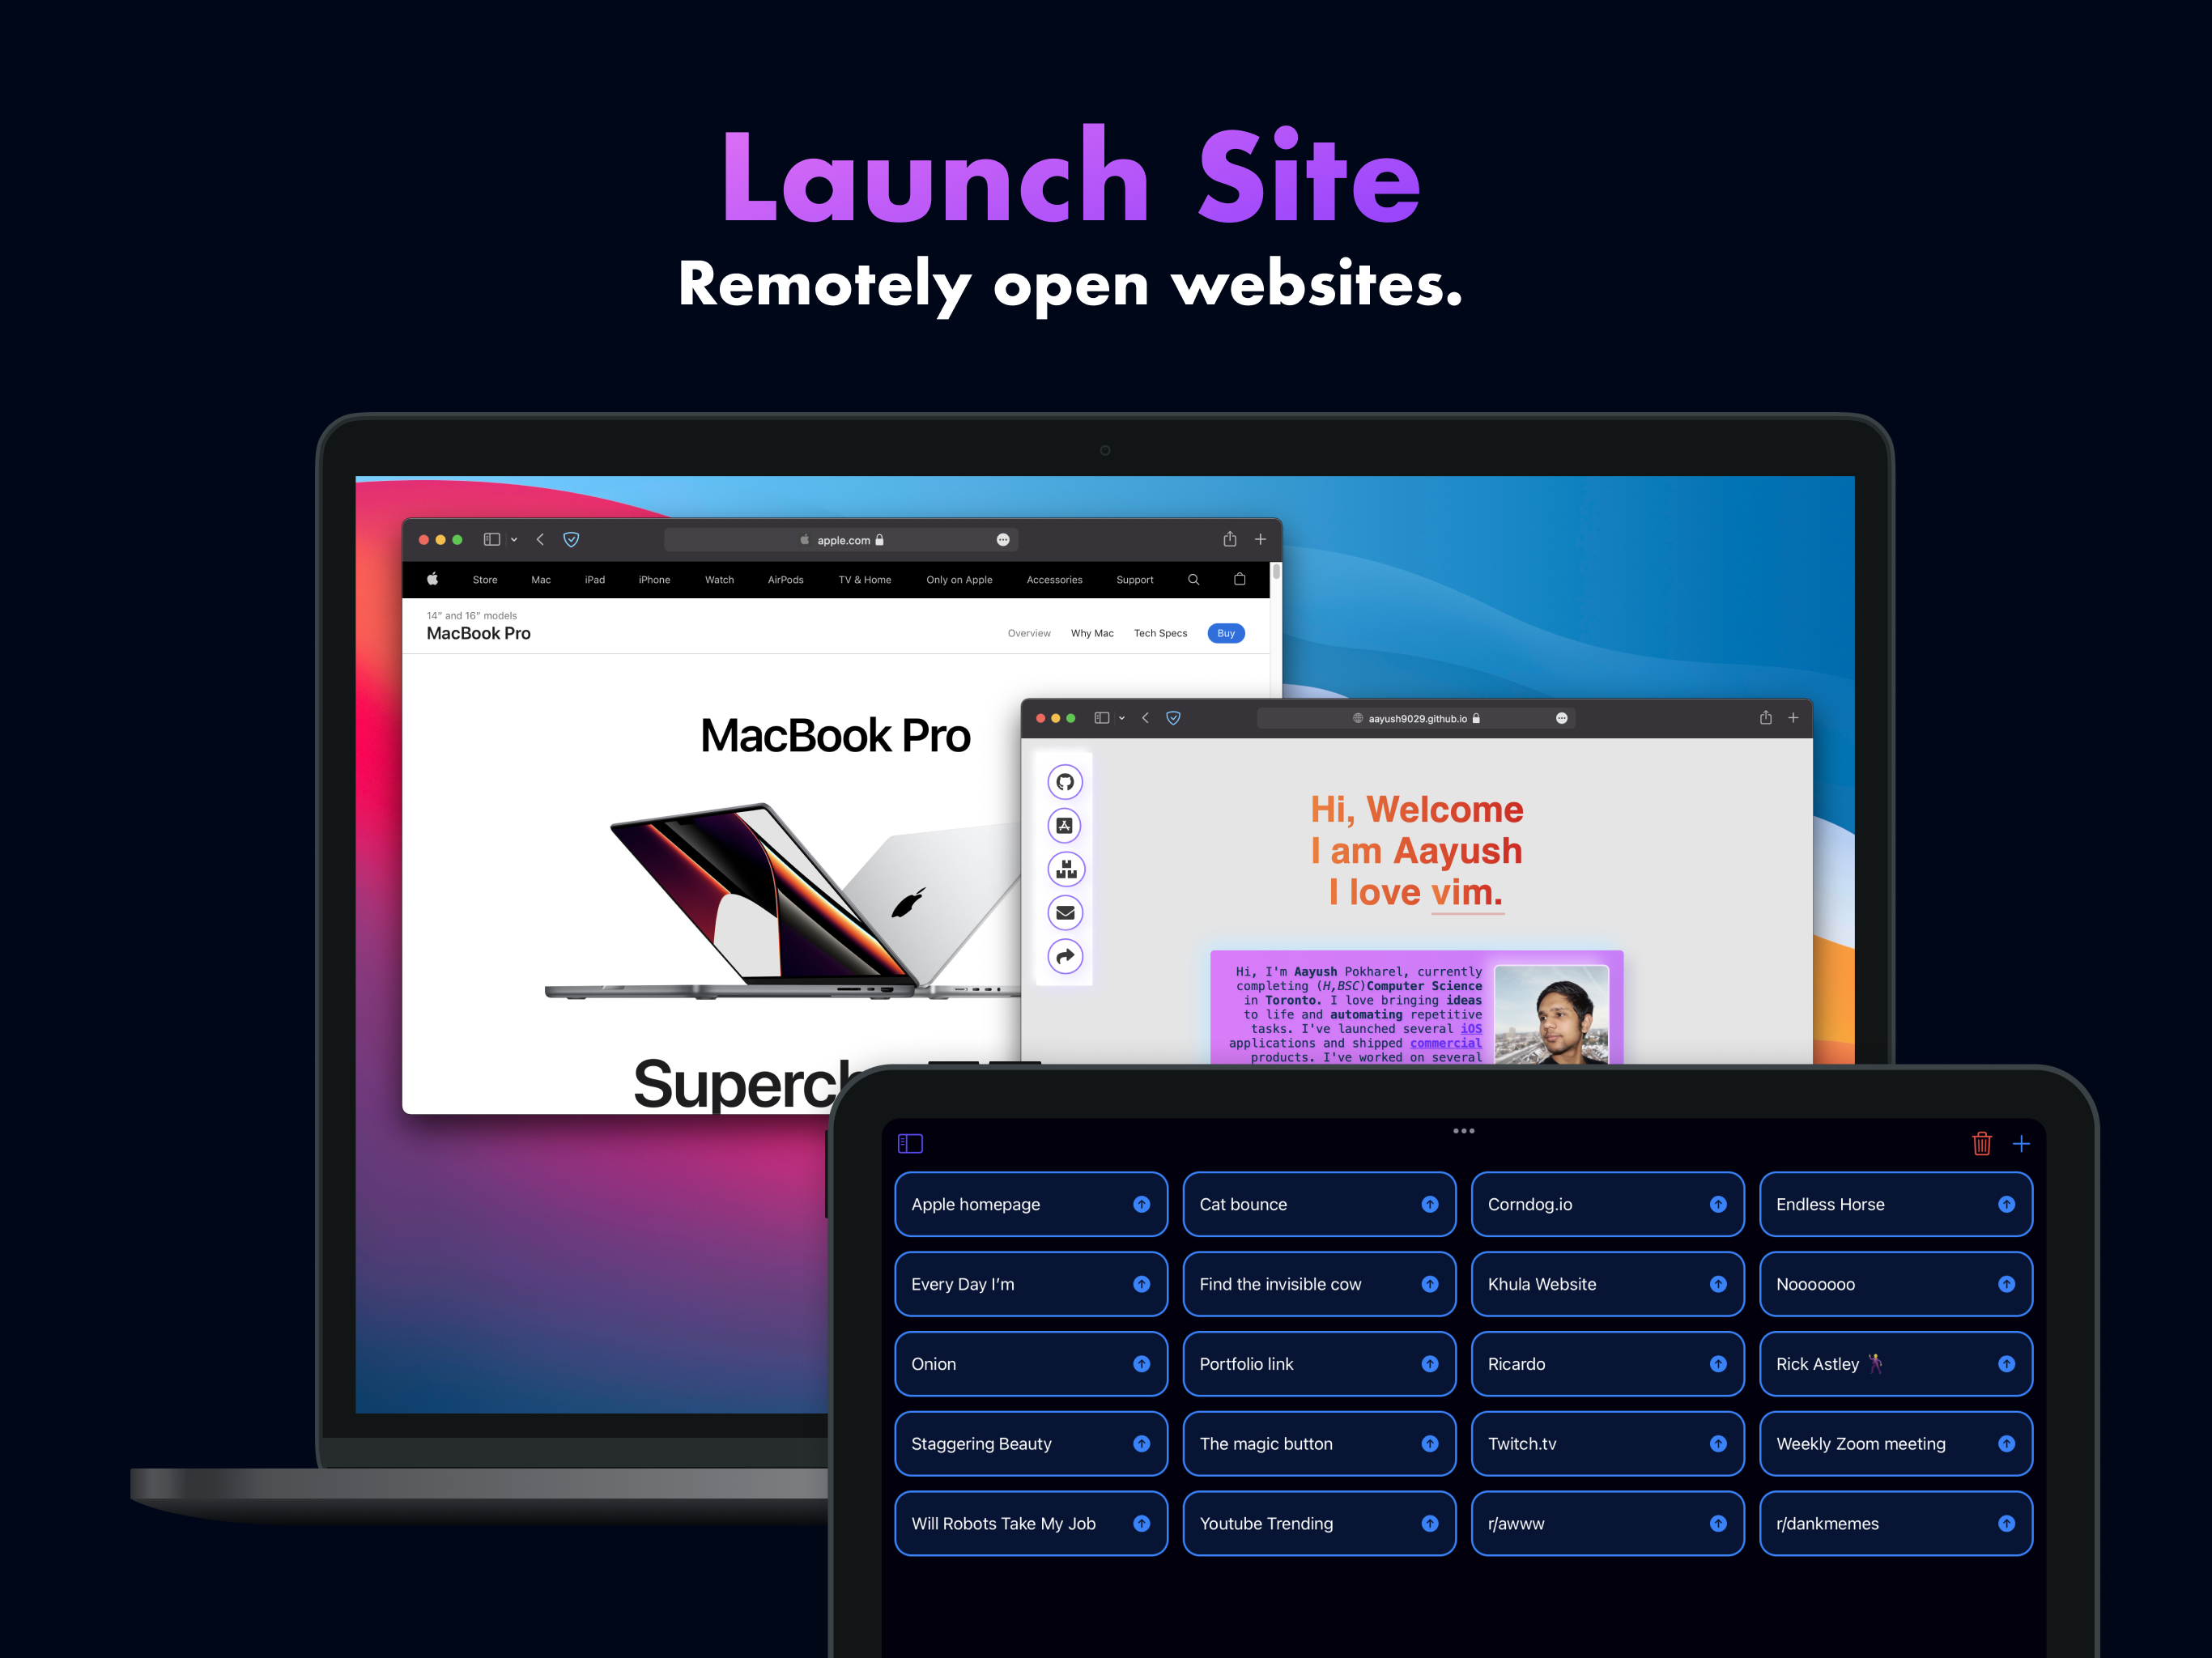 Launch Site
Remotely open websites.
apple.com
Store Mac iPad iPhone Watch AirPods TV & Home Only on Apple Accessories Support
14” and 16” models
MacBook Pro
Overview Why Mac Tech Specs Buy
MacBook Pro
aayush9029.github.io
Hi, Welcome
I am Aayush
I love vim.
Hi, I'm Aayush Pokharel, currently
completing (H,BSC)Computer Science
in Toronto. I love bringing ideas
to life and automating repetitive
tasks. I've launched several iOS
applications and shipped commercial
products. I've worked on several
Apple homepage Cat bounce Corndog.io Endless Horse
Every Day I’m Find the invisible cow Khula Website Nooooooo
Onion Portfolio link Ricardo Rick Astley
Staggering Beauty The magic button Twitch.tv Weekly Zoom meeting
Will Robots Take My Job Youtube Trending r/awww r/dankmemes